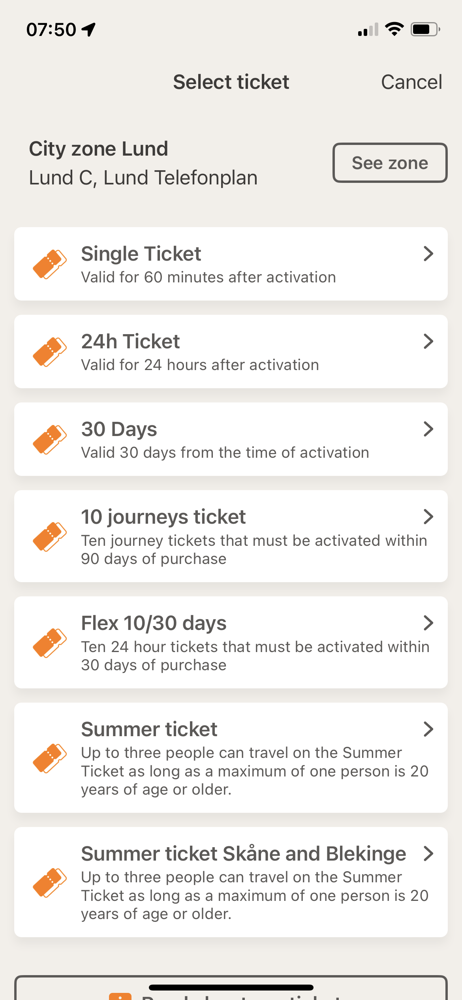 07:50
Select ticket
Cancel
City zone Lund
Lund C, Lund Telefonplan
See zone
Single Ticket
Valid for 60 minutes after activation
24h Ticket
Valid for 24 hours after activation
30 Days
Valid 30 days from the time of activation
10 journeys ticket
Ten journey tickets that must be activated within
90 days of purchase
Flex 10/30 days
Ten 24 hour tickets that must be activated within
30 days of purchase
Summer ticket
Up to three people can travel on the Summer
Ticket as long as a maximum of one person is 20
years of age or older.
Summer ticket Skåne and Blekinge
Up to three people can travel on the Summer
Ticket as long as a maximum of one person is 20
years of age or older.